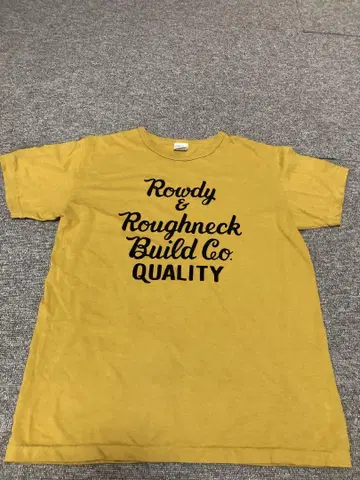 Rowdy
&
Roughneck
Build Co.
QUALITY